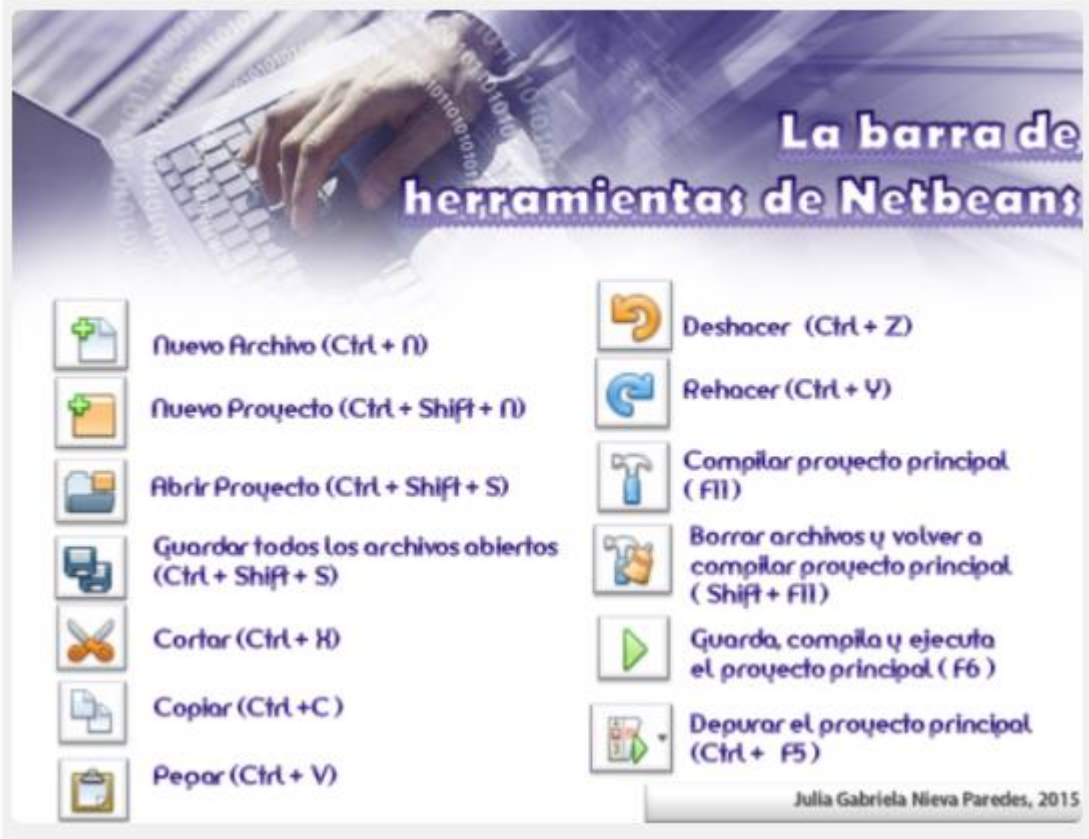 La barra de
herramientas de Netbeans
Nuevo Archivo (Ctrl + N)
Nuevo Proyecto (Ctrl + Shift + N)
Abrir Proyecto (Ctrl + Shift + S)
Guardar todos los archivos abiertos
(Ctrl + Shift + S)
Cortar (Ctrl + X)
Copiar (Ctrl +C )
Pepar (Ctrl + V)
Deshacer (Ctrl + Z)
Rehacer (Ctrl + Y)
Compilar proyecto principal
( F11)
Borrar archivos y volver a
compilar proyecto principal
( Shift + F11)
Guarda, compila y ejecuta
el proyecto principal ( F6 )
Depurar el proyecto principal
(Ctrl + F5 )
Julia Gabriela Nieva Paredes, 2015